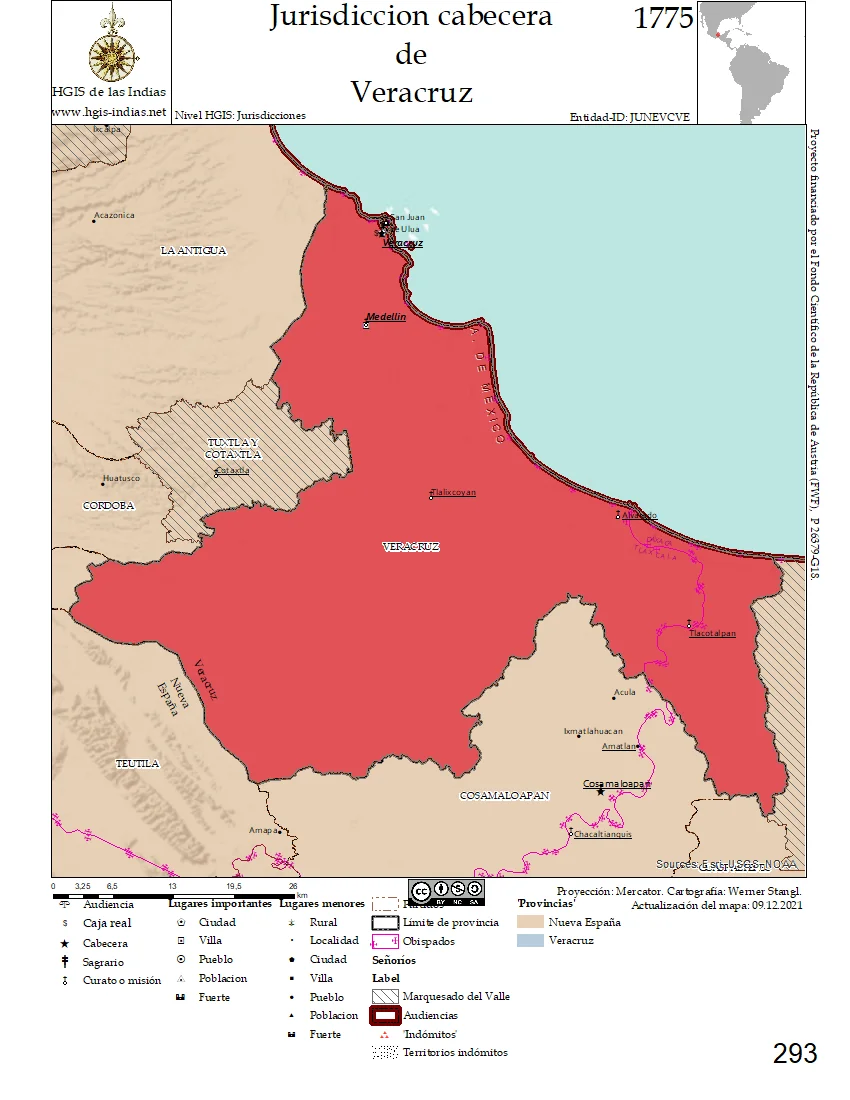 Jurisdiccion cabecera
de
Veracruz
1775
HGIS de las Indias
www.hgis-indias.net
Nivel HGIS: Jurisdicciones
Entidad-ID: JUNEVCVE
Proyecto financiado por el Fondo Científico de la República de Austria (FWF), P 26379-G18.
Ixcalpa
Acazonica
LA ANTIGUA
San Juan
de Ulua
Veracruz
Medellin
A. DE MEXICO
TUXTLA Y
COTAXTLA
Cotaxtla
Huatusco
CORDOBA
Tlalixcoyan
Alvarado
VERACRUZ
TLAXCALA
Tlacotalpan
Veracruz
Nueva
España
Acula
Ixmatlahuacan
Amatlan
TEUTILA
Cosamaloapan
COSAMALOAPAN
Amapa
Chacaltianguis
Sources: Esri, USGS, NOAA
0 3,25 6,5 13 19,5 26
km
CC BY NC SA
Proyección: Mercator. Cartografía: Werner Stangl.
Actualización del mapa: 09.12.2021
Audiencia
Caja real
Cabecera
Sagrario
Curato o misión
Lugares importantes
Ciudad
Villa
Pueblo
Poblacion
Fuerte
Lugares menores
Rural
Localidad
Ciudad
Villa
Pueblo
Poblacion
Fuerte
Límite de provincia
Obispados
Señoríos
Label
Marquesado del Valle
Audiencias
'Indómitos'
Territorios indómitos
'Provincias'
Nueva España
Veracruz
293